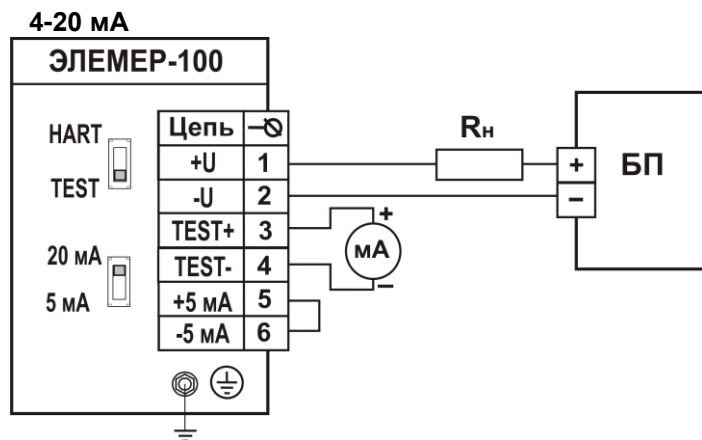 4-20 мА
ЭЛЕМЕР-100
HART
TEST
20 мА
5 мА
Цепь
+U 1
-U 2
TEST+ 3
TEST- 4
+5 мА 5
-5 мА 6
Rн
+
−
БП
+
мА
−